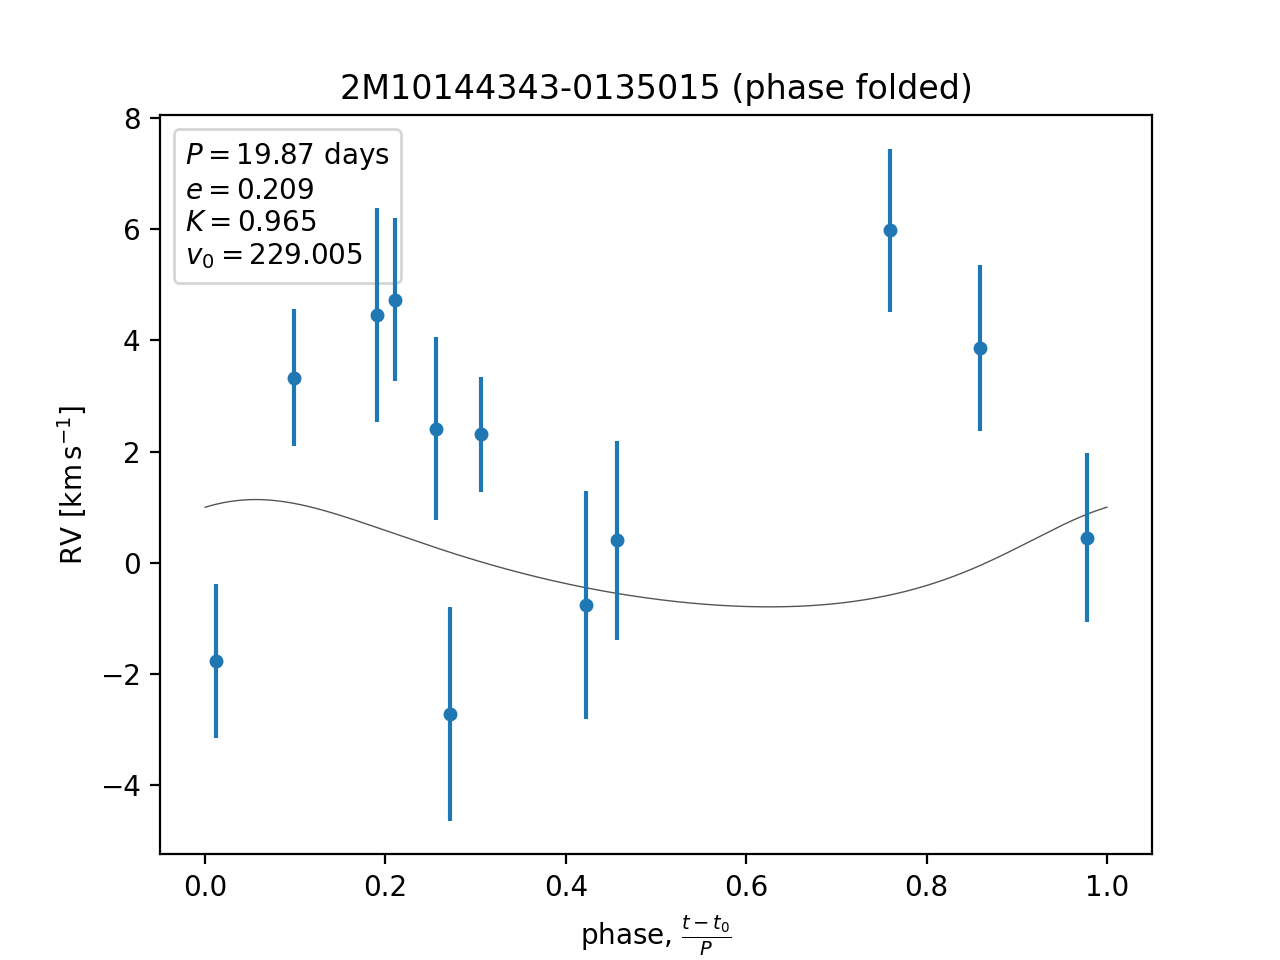 2M10144343-0135015 (phase folded)
P = 19.87 days
e = 0.209
K = 0.965
v₀ = 229.005
8
6
4
2
0
−2
−4
RV [km s⁻¹]
0.0 0.2 0.4 0.6 0.8 1.0
phase, (t − t₀)/P